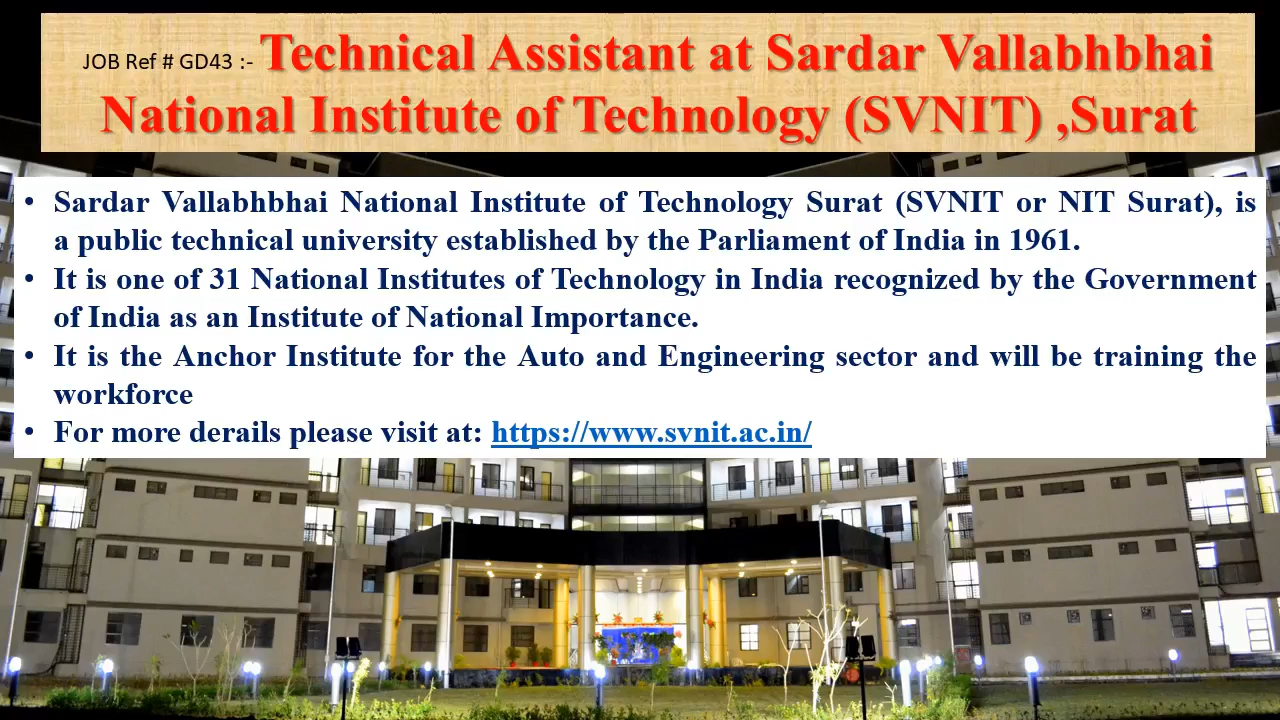 JOB Ref # GD43 :- Technical Assistant at Sardar Vallabhbhai
National Institute of Technology (SVNIT) ,Surat
• Sardar Vallabhbhai National Institute of Technology Surat (SVNIT or NIT Surat), is
a public technical university established by the Parliament of India in 1961.
• It is one of 31 National Institutes of Technology in India recognized by the Government
of India as an Institute of National Importance.
• It is the Anchor Institute for the Auto and Engineering sector and will be training the
workforce
• For more derails please visit at: https://www.svnit.ac.in/